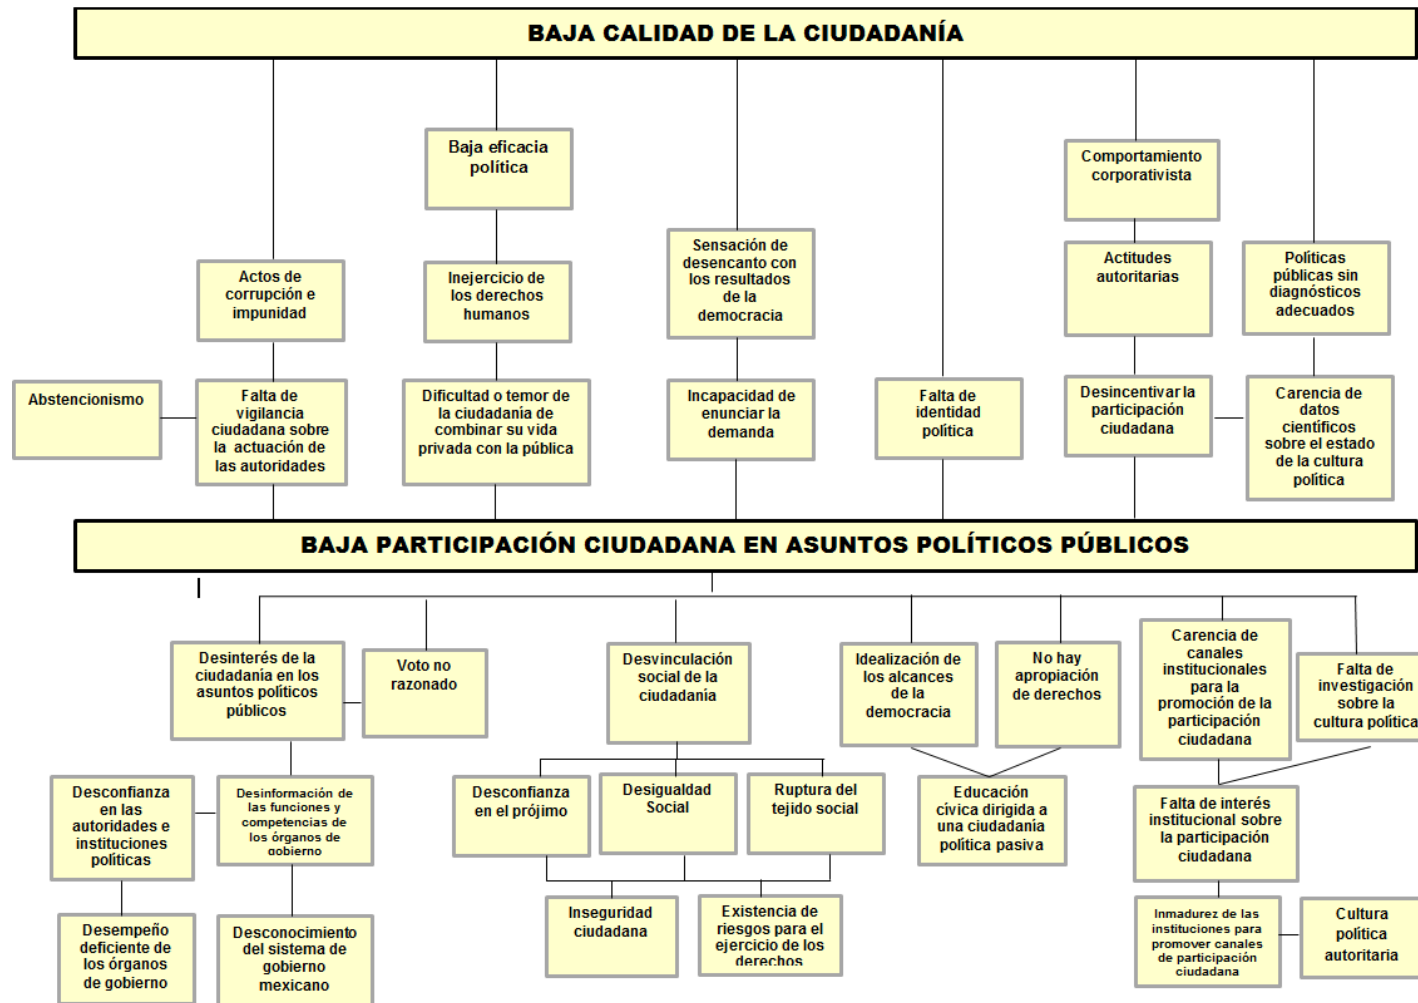 BAJA CALIDAD DE LA CIUDADANÍA
Baja eficacia
política
Comportamiento
corporativista
Sensación de
desencanto con
los resultados
de la
democracia
Actos de
corrupción e
impunidad
Inejercicio de
los derechos
humanos
Actitudes
autoritarias
Políticas
públicas sin
diagnósticos
adecuados
Abstencionismo
Falta de
vigilancia
ciudadana sobre
la actuación de
las autoridades
Dificultad o temor de
la ciudadanía de
combinar su vida
privada con la pública
Incapacidad de
enunciar la
demanda
Falta de
identidad
política
Desincentivar la
participación
ciudadana
Carencia de
datos
científicos
sobre el estado
de la cultura
política
BAJA PARTICIPACIÓN CIUDADANA EN ASUNTOS POLÍTICOS PÚBLICOS
Desinterés de la
ciudadanía en los
asuntos políticos
públicos
Voto no
razonado
Desvinculación
social de la
ciudadanía
Idealización de
los alcances
de la
democracia
No hay
apropiación
de derechos
Carencia de
canales
institucionales
para la
promoción de la
participación
ciudadana
Falta de
investigación
sobre la
cultura política
Desconfianza
en las
autoridades e
instituciones
políticas
Desinformación de
las funciones y
competencias de
los órganos de
gobierno
Desconfianza
en el prójimo
Desigualdad
Social
Ruptura del
tejido social
Educación
cívica dirigida a
una ciudadanía
política pasiva
Falta de interés
institucional sobre
la participación
ciudadana
Desempeño
deficiente de
los órganos
de gobierno
Desconocimiento
del sistema de
gobierno
mexicano
Inseguridad
ciudadana
Existencia de
riesgos para el
ejercicio de los
derechos
Inmadurez de las
instituciones para
promover canales
de participación
ciudadana
Cultura
política
autoritaria